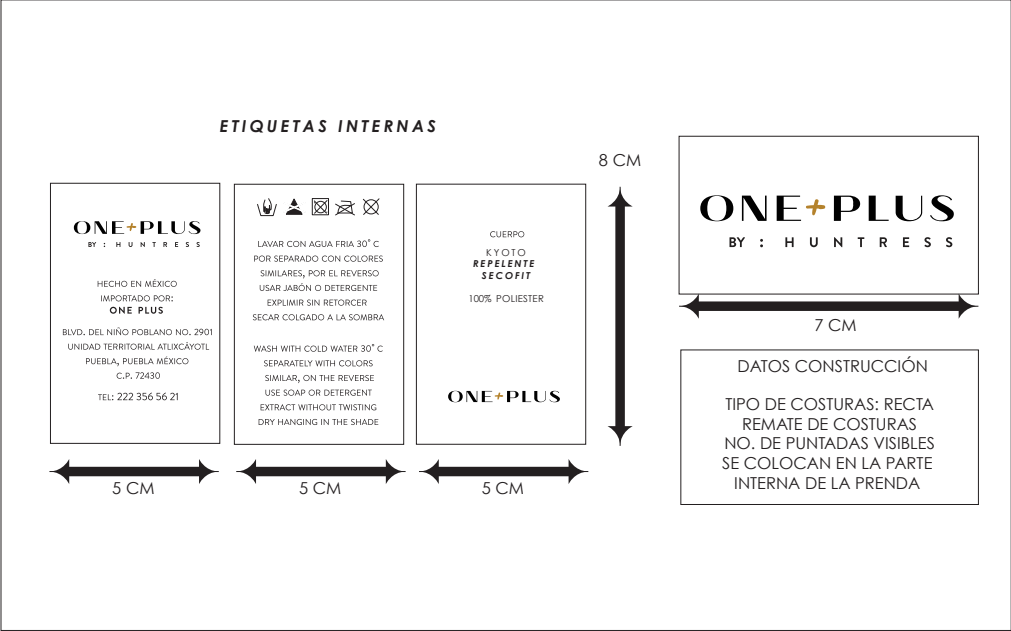 ETIQUETAS INTERNAS
8 CM
ONE+PLUS
BY : HUNTRESS
HECHO EN MÉXICO
IMPORTADO POR:
ONE PLUS
BLVD. DEL NIÑO POBLANO NO. 2901
UNIDAD TERRITORIAL ATLIXCÁYOTL
PUEBLA, PUEBLA MÉXICO
C.P. 72430
TEL: 222 356 56 21
5 CM
LAVAR CON AGUA FRIA 30° C
POR SEPARADO CON COLORES
SIMILARES, POR EL REVERSO
USAR JABÓN O DETERGENTE
EXPLIMIR SIN RETORCER
SECAR COLGADO A LA SOMBRA
WASH WITH COLD WATER 30° C
SEPARATELY WITH COLORS
SIMILAR, ON THE REVERSE
USE SOAP OR DETERGENT
EXTRACT WITHOUT TWISTING
DRY HANGING IN THE SHADE
5 CM
CUERPO
KYOTO
REPELENTE
SECOFIT
100% POLIESTER
ONE+PLUS
5 CM
ONE+PLUS
BY : HUNTRESS
7 CM
DATOS CONSTRUCCIÓN
TIPO DE COSTURAS: RECTA
REMATE DE COSTURAS
NO. DE PUNTADAS VISIBLES
SE COLOCAN EN LA PARTE
INTERNA DE LA PRENDA